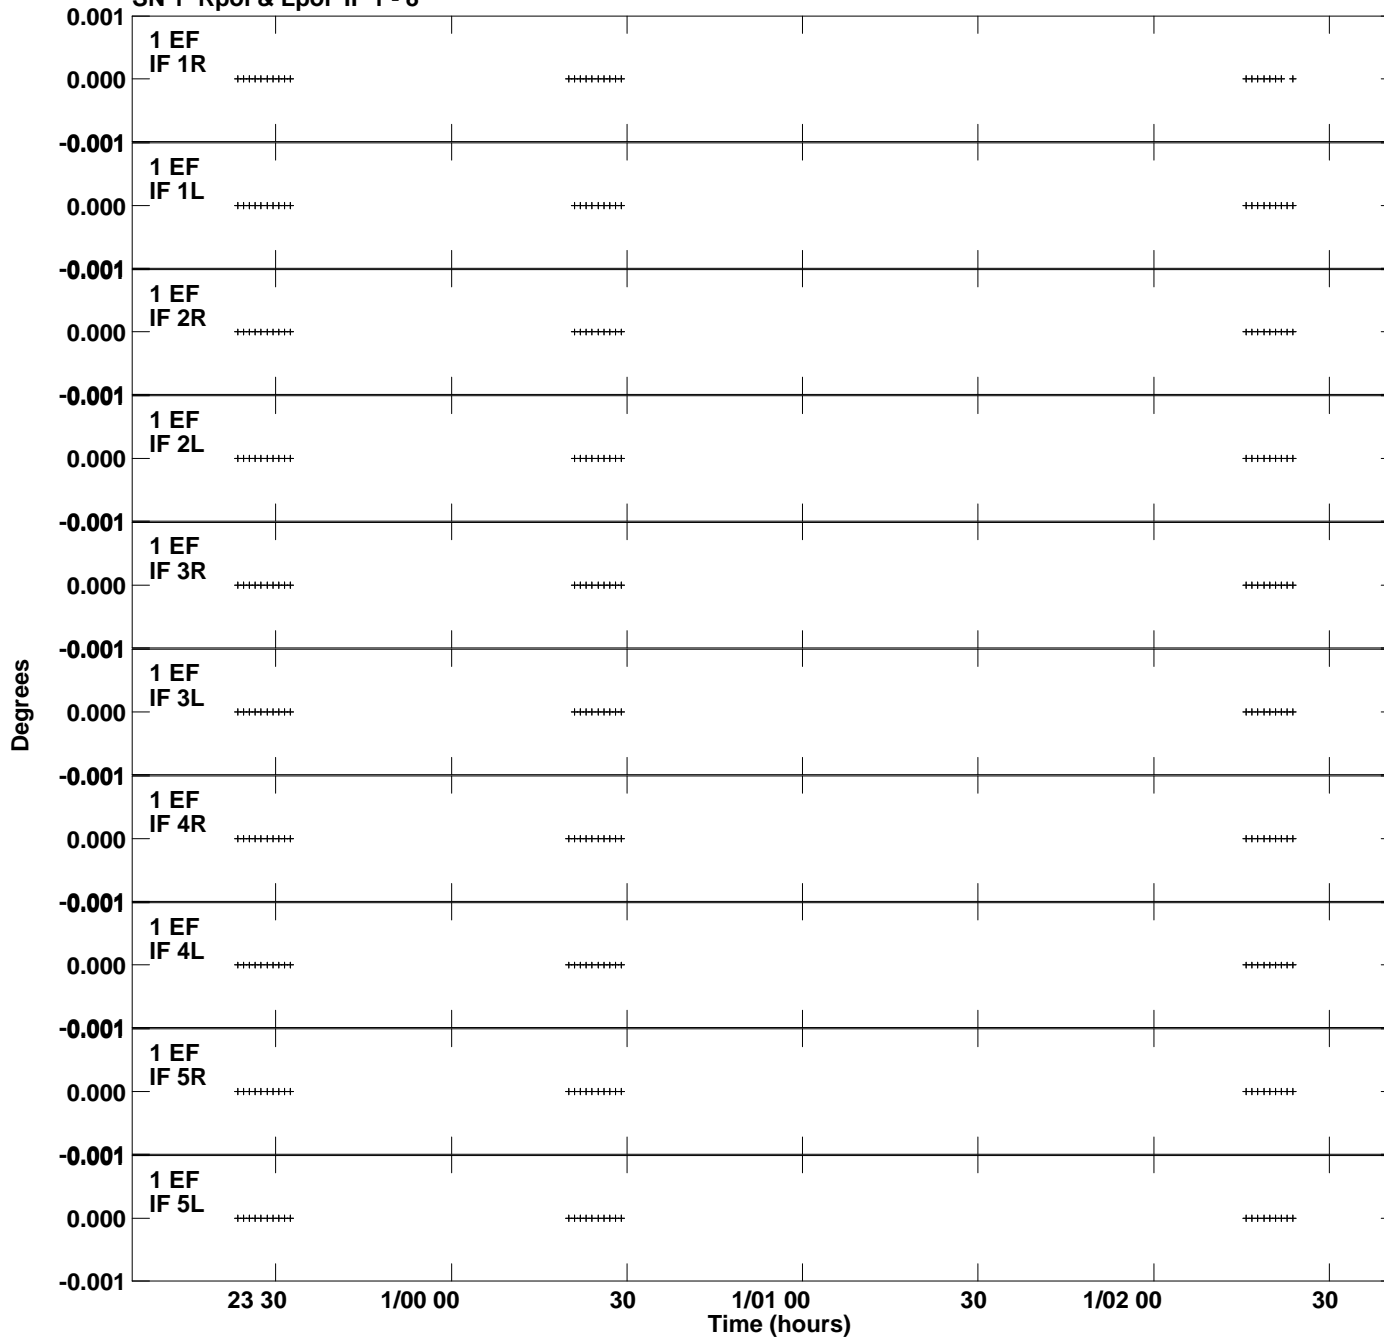 SN 1 Rpol & Lpol IF 1 - 8
0.001
1 EF
IF 1R
0.000
-0.001
1 EF
IF 1L
0.000
-0.001
1 EF
IF 2R
0.000
-0.001
1 EF
IF 2L
0.000
-0.001
1 EF
IF 3R
0.000
-0.001
1 EF
IF 3L
0.000
-0.001
1 EF
IF 4R
0.000
-0.001
1 EF
IF 4L
0.000
-0.001
1 EF
IF 5R
0.000
-0.001
1 EF
IF 5L
0.000
-0.001
Degrees
23 30 1/00 00 30 1/01 00 30 1/02 00 30
Time (hours)